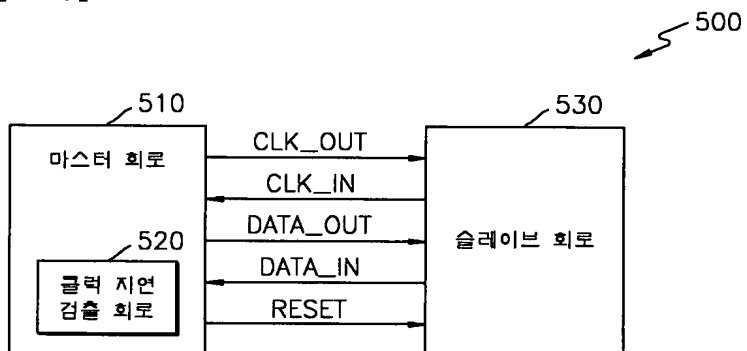 500
510
530
마스터 회로
CLK_OUT
CLK_IN
DATA_OUT
슬레이브 회로
520
DATA_IN
클럭 지연
검출 회로
RESET